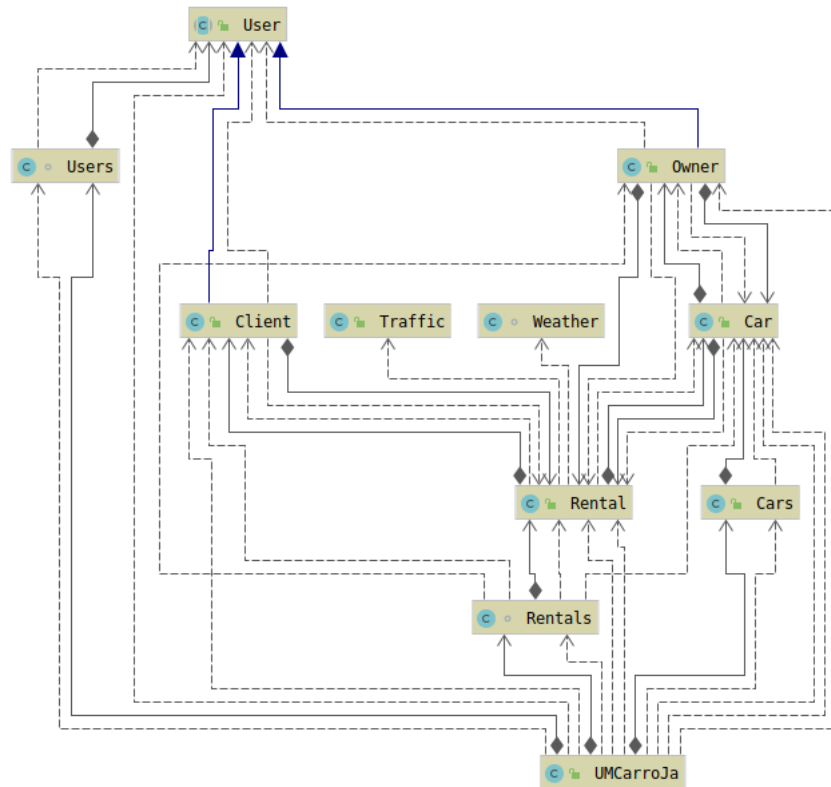 C User
C Users
C Owner
C Client
C Traffic
C Weather
C Car
C Rental
C Cars
C Rentals
C UMCarroJa